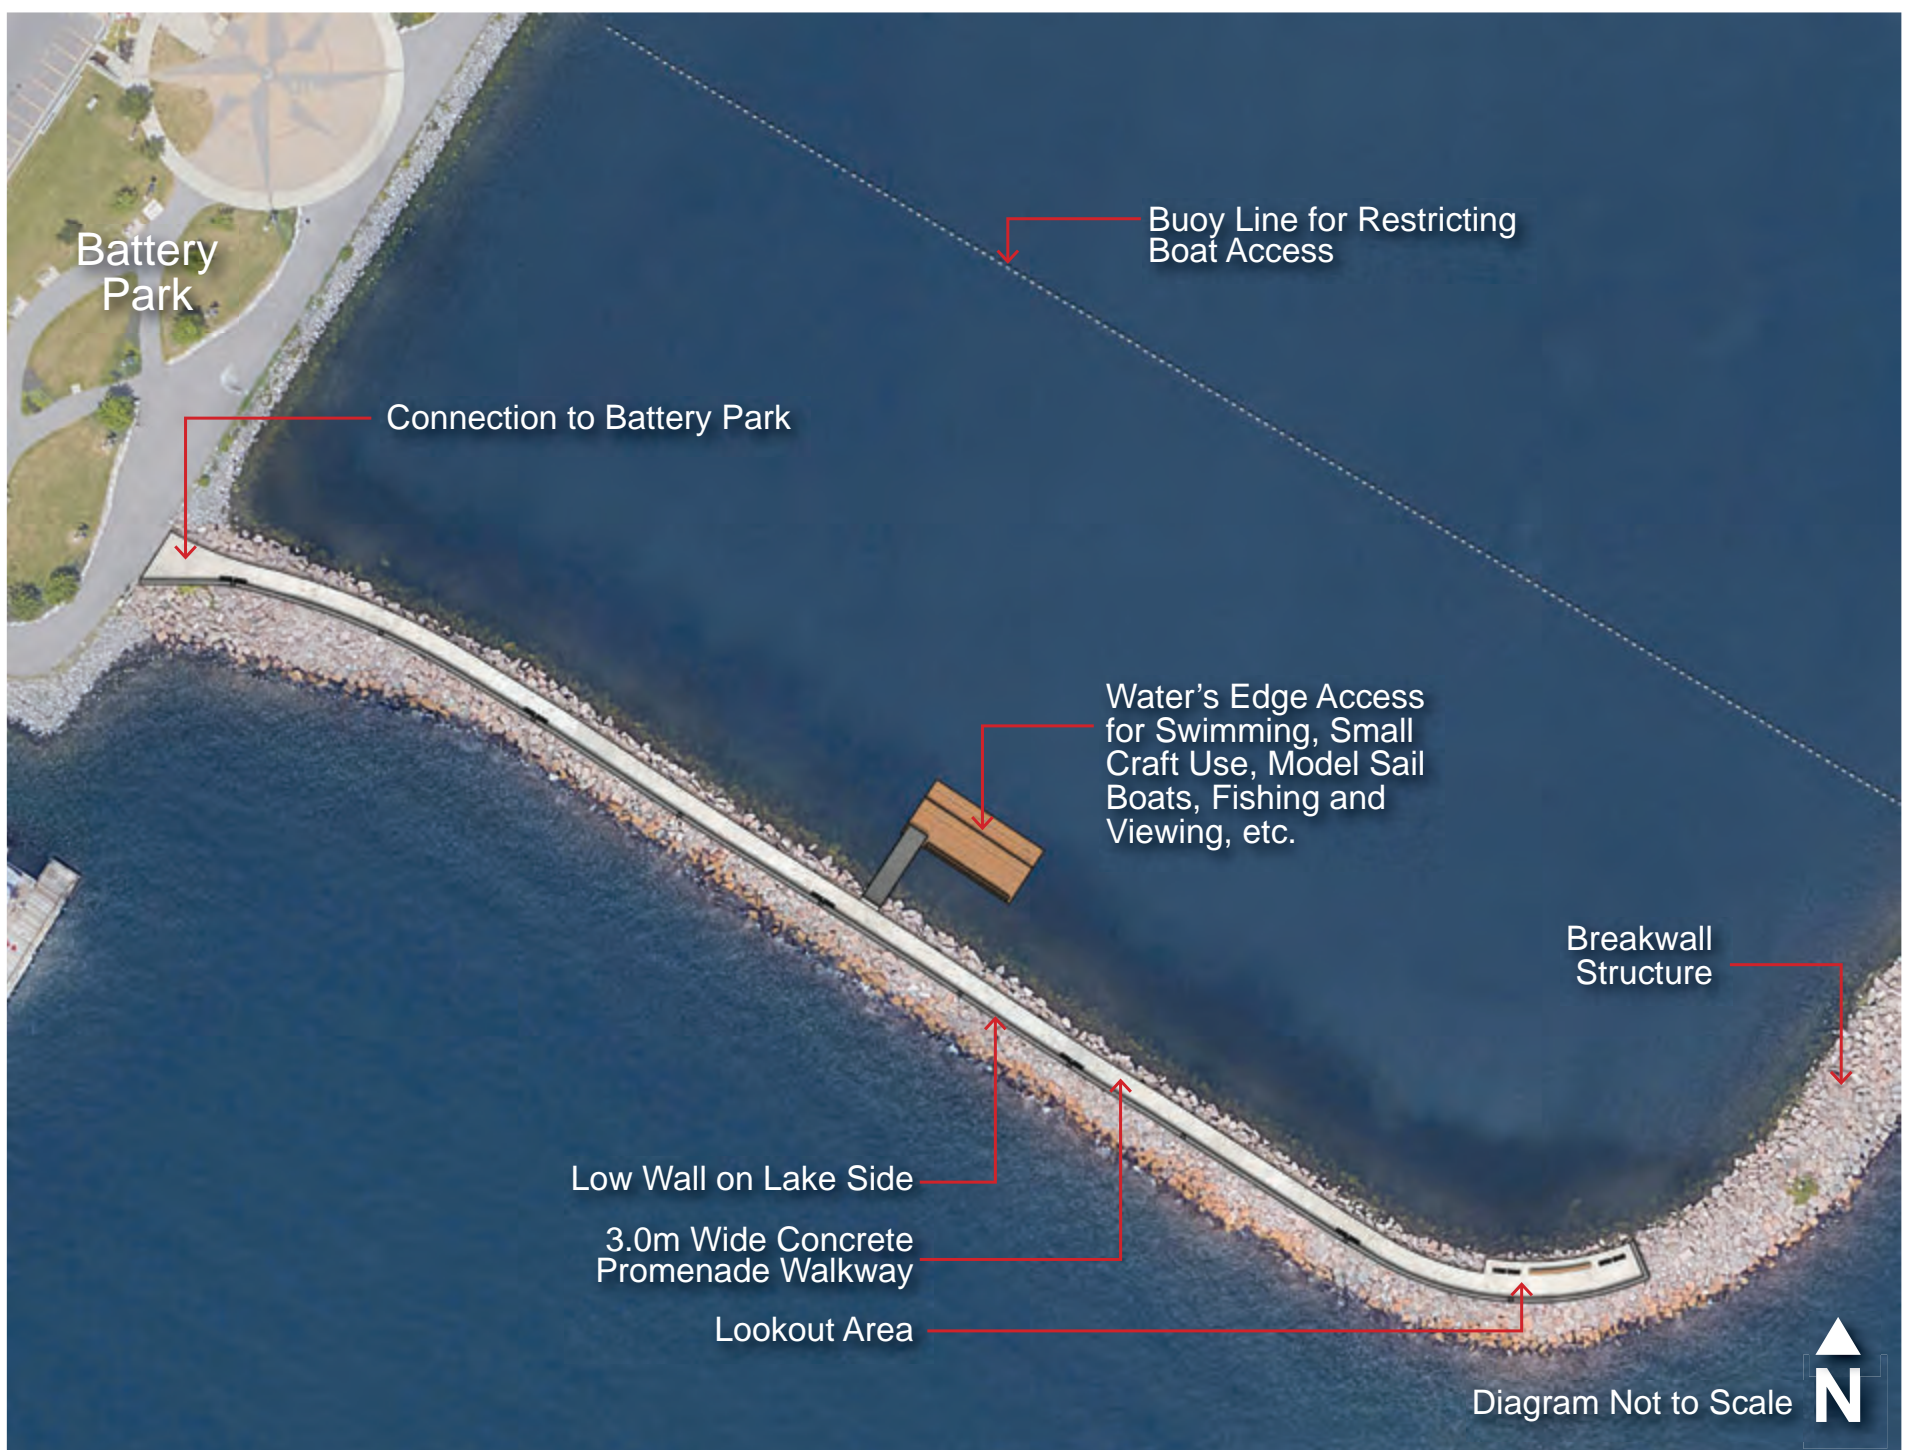 Buoy Line for Restricting
Boat Access
Battery
Park
Connection to Battery Park
Water’s Edge Access
for Swimming, Small
Craft Use, Model Sail
Boats, Fishing and
Viewing, etc.
Breakwall
Structure
Low Wall on Lake Side
3.0m Wide Concrete
Promenade Walkway
Lookout Area
Diagram Not to Scale
N